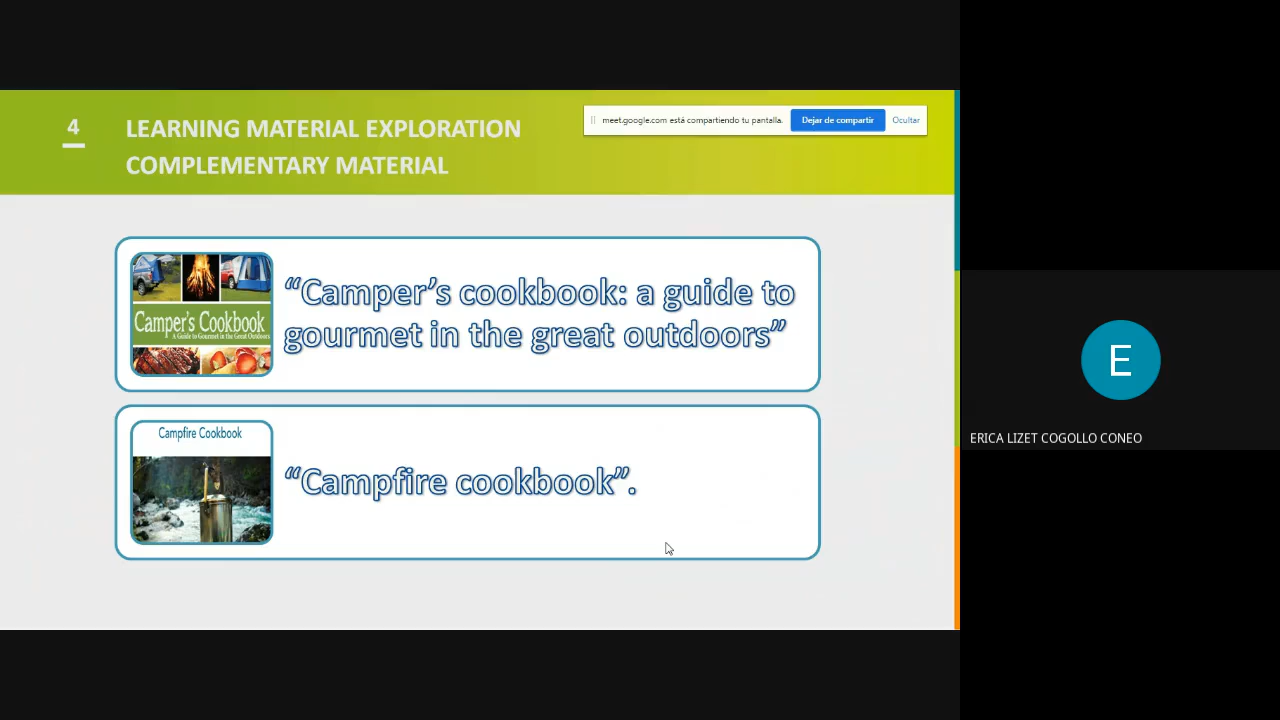 4
LEARNING MATERIAL EXPLORATION
COMPLEMENTARY MATERIAL
meet.google.com está compartiendo tu pantalla.
Dejar de compartir
Ocultar
Camper's Cookbook
A Guide to Gourmet in the Great Outdoors
“Camper’s cookbook: a guide to
gourmet in the great outdoors”
Campfire Cookbook
“Campfire cookbook”.
E
ERICA LIZET COGOLLO CONEO